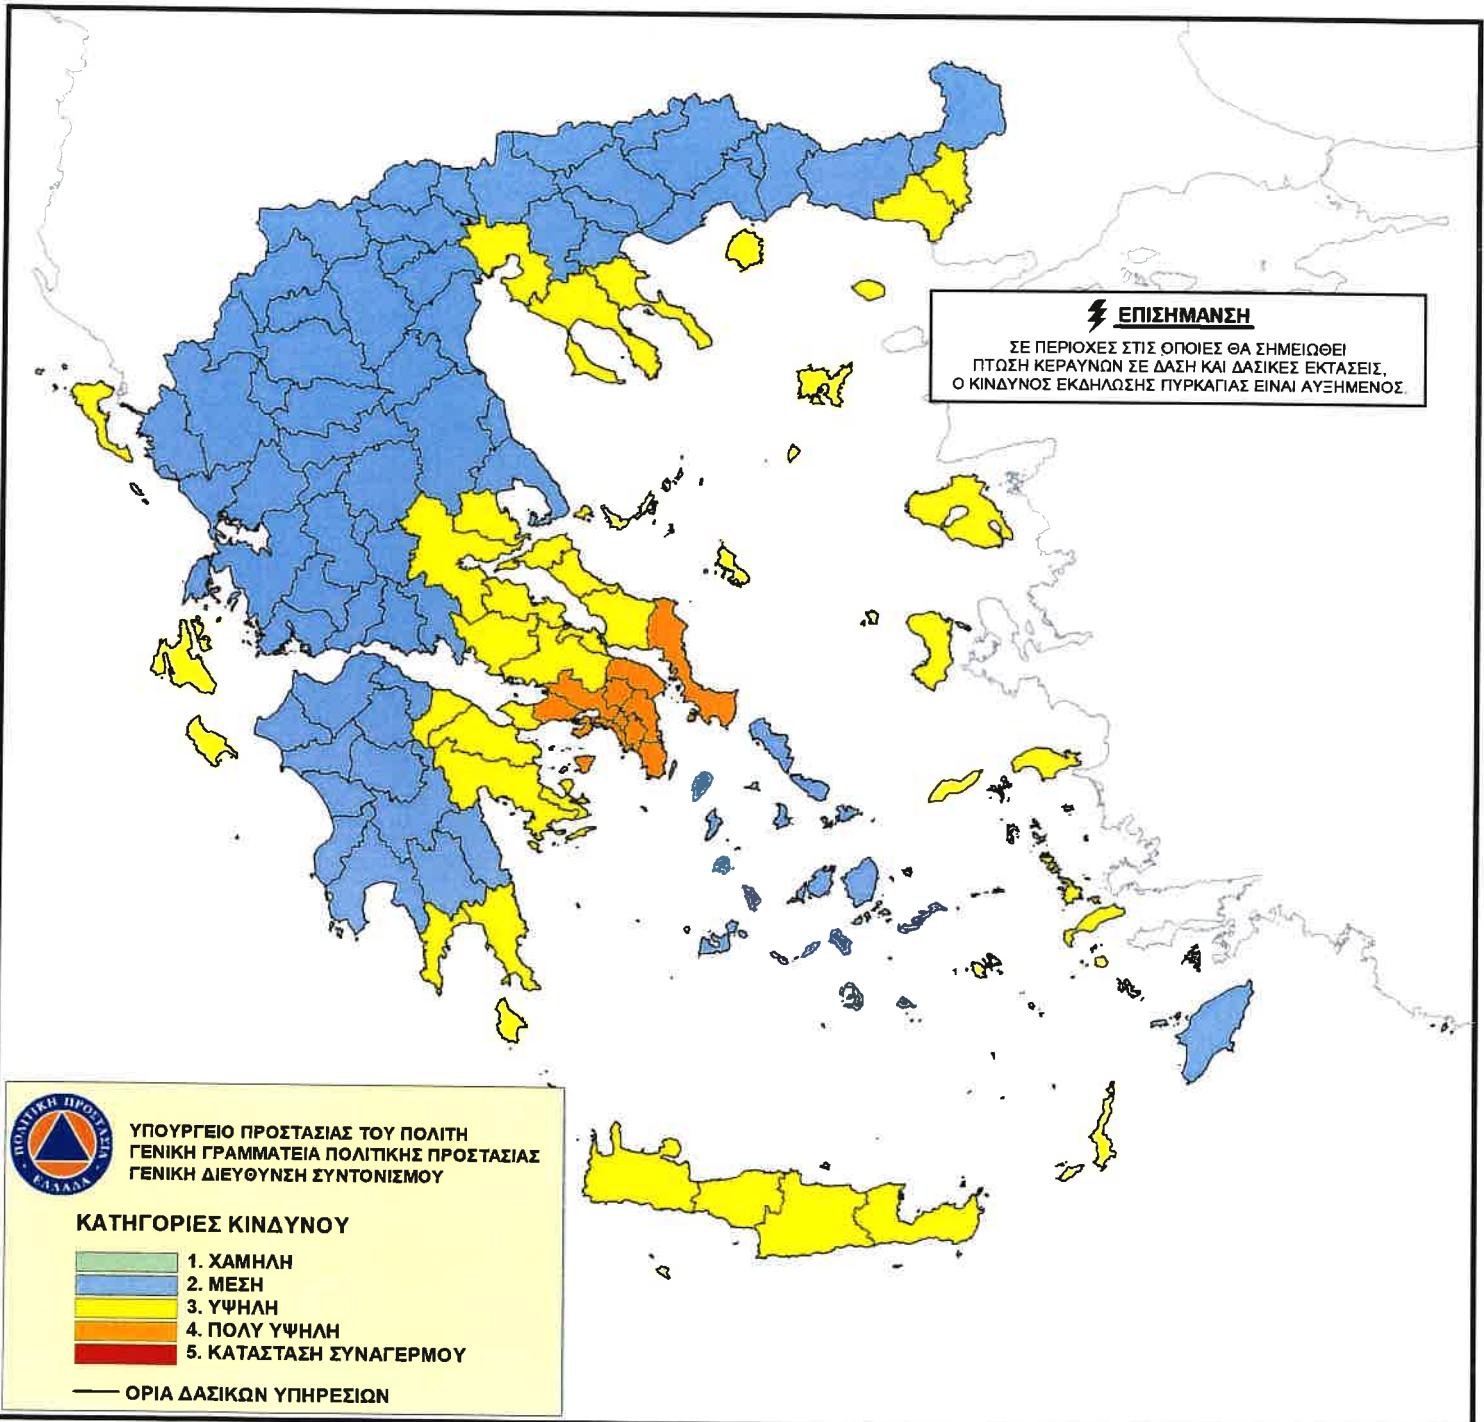 ΕΠΙΣΗΜΑΝΣΗ
ΣΕ ΠΕΡΙΟΧΕΣ ΣΤΙΣ ΟΠΟΙΕΣ ΘΑ ΣΗΜΕΙΩΘΕΙ
ΠΤΩΣΗ ΚΕΡΑΥΝΩΝ ΣΕ ΔΑΣΗ ΚΑΙ ΔΑΣΙΚΕΣ ΕΚΤΑΣΕΙΣ,
Ο ΚΙΝΔΥΝΟΣ ΕΚΔΗΛΩΣΗΣ ΠΥΡΚΑΓΙΑΣ ΕΙΝΑΙ ΑΥΞΗΜΕΝΟΣ.
ΠΟΛΙΤΙΚΗ ΠΡΟΣΤΑΣΙΑ
ΕΛΛΑΔΑ
ΥΠΟΥΡΓΕΙΟ ΠΡΟΣΤΑΣΙΑΣ ΤΟΥ ΠΟΛΙΤΗ
ΓΕΝΙΚΗ ΓΡΑΜΜΑΤΕΙΑ ΠΟΛΙΤΙΚΗΣ ΠΡΟΣΤΑΣΙΑΣ
ΓΕΝΙΚΗ ΔΙΕΥΘΥΝΣΗ ΣΥΝΤΟΝΙΣΜΟΥ
ΚΑΤΗΓΟΡΙΕΣ ΚΙΝΔΥΝΟΥ
1. ΧΑΜΗΛΗ
2. ΜΕΣΗ
3. ΥΨΗΛΗ
4. ΠΟΛΥ ΥΨΗΛΗ
5. ΚΑΤΑΣΤΑΣΗ ΣΥΝΑΓΕΡΜΟΥ
ΟΡΙΑ ΔΑΣΙΚΩΝ ΥΠΗΡΕΣΙΩΝ